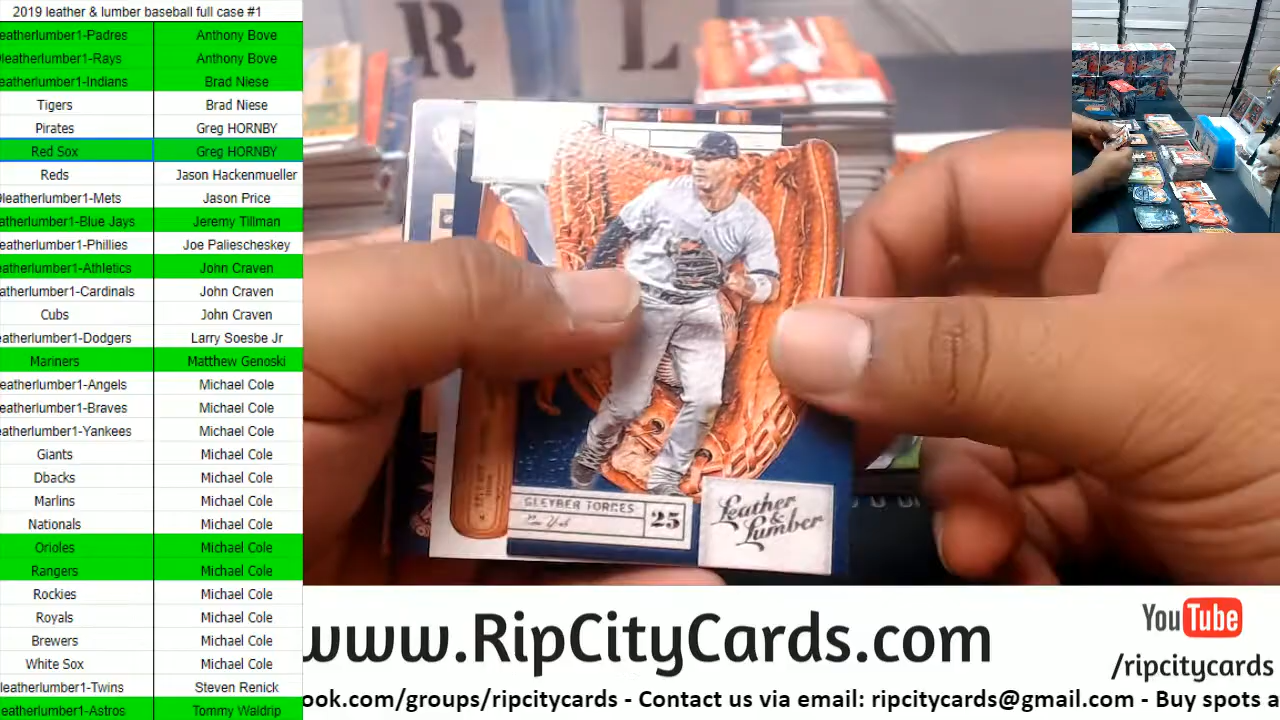 2019 leather & lumber baseball full case #1
eatherlumber1-Padres Anthony Bove
leatherlumber1-Rays Anthony Bove
eatherlumber1-Indians Brad Niese
Tigers Brad Niese
Pirates Greg HORNBY
Red Sox Greg HORNBY
Reds Jason Hackenmueller
leatherlumber1-Mets Jason Price
atherlumber1-Blue Jays Jeremy Tillman
eatherlumber1-Phillies Joe Paliescheskey
eatherlumber1-Athletics John Craven
atherlumber1-Cardinals John Craven
Cubs John Craven
eatherlumber1-Dodgers Larry Soesbe Jr
Mariners Matthew Genoski
eatherlumber1-Angels Michael Cole
eatherlumber1-Braves Michael Cole
eatherlumber1-Yankees Michael Cole
Giants Michael Cole
Dbacks Michael Cole
Marlins Michael Cole
Nationals Michael Cole
Orioles Michael Cole
Rangers Michael Cole
Rockies Michael Cole
Royals Michael Cole
Brewers Michael Cole
White Sox Michael Cole
leatherlumber1-Twins Steven Renick
eatherlumber1-Astros Tommy Waldrip
R L
GLEYBER TORRES
New York
25
Leather
&
Lumber
www.RipCityCards.com
YouTube
/ripcitycards
ook.com/groups/ripcitycards - Contact us via email: ripcitycards@gmail.com - Buy spots a